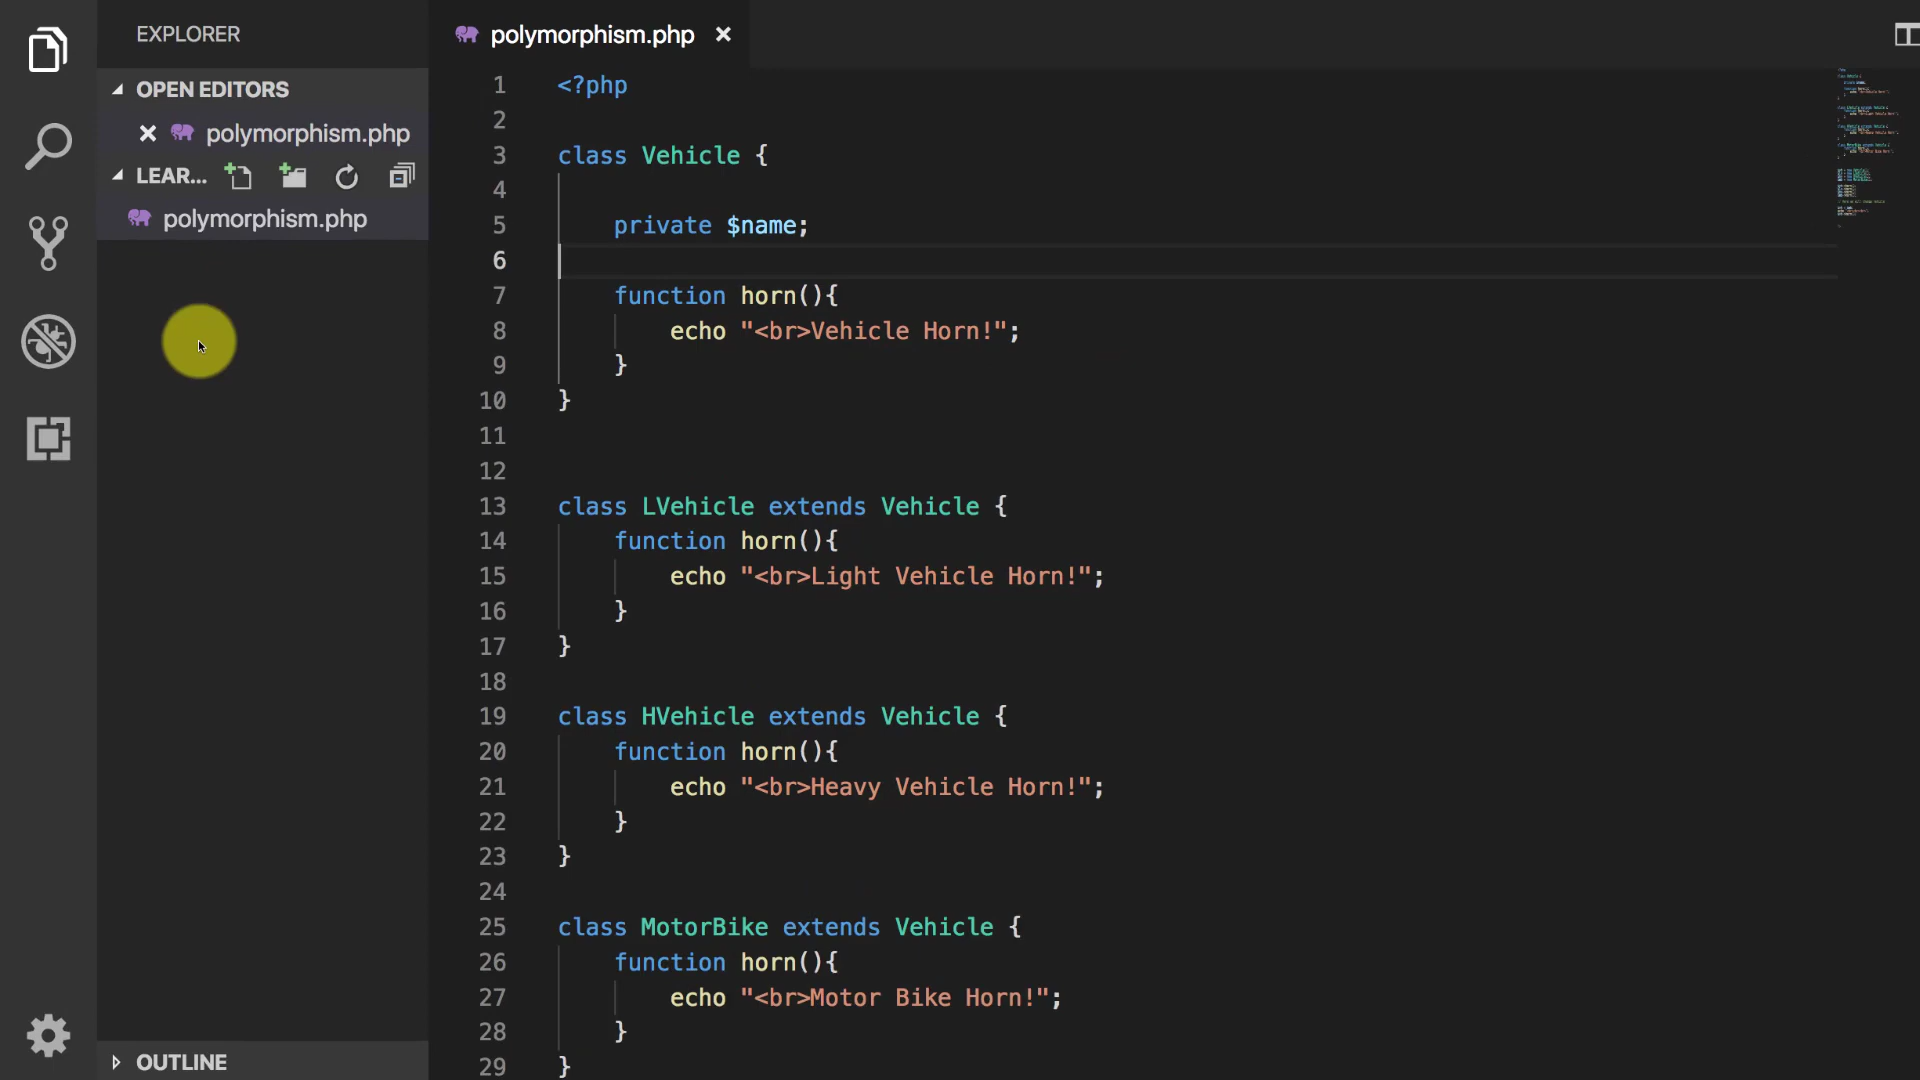 EXPLORER
OPEN EDITORS
polymorphism.php
LEAR...
polymorphism.php
OUTLINE
polymorphism.php
1 <?php
2
3 class Vehicle {
4
5     private $name;
6
7     function horn(){
8         echo "<br>Vehicle Horn!";
9     }
10 }
11
12
13 class LVehicle extends Vehicle {
14     function horn(){
15         echo "<br>Light Vehicle Horn!";
16     }
17 }
18
19 class HVehicle extends Vehicle {
20     function horn(){
21         echo "<br>Heavy Vehicle Horn!";
22     }
23 }
24
25 class MotorBike extends Vehicle {
26     function horn(){
27         echo "<br>Motor Bike Horn!";
28     }
29 }